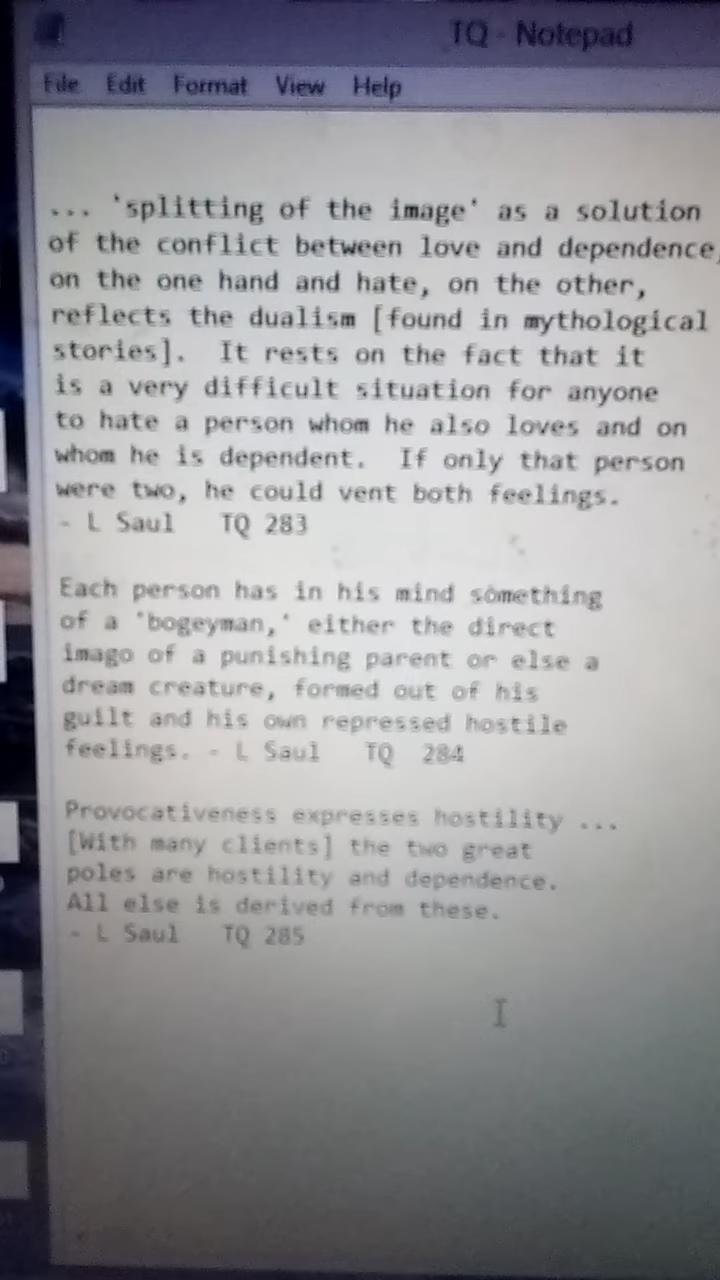 TQ - Notepad
File Edit Format View Help
... 'splitting of the image' as a solution
of the conflict between love and dependence,
on the one hand and hate, on the other,
reflects the dualism [found in mythological
stories].  It rests on the fact that it
is a very difficult situation for anyone
to hate a person whom he also loves and on
whom he is dependent.  If only that person
were two, he could vent both feelings.
- L Saul   TQ 283
Each person has in his mind something
of a 'bogeyman,' either the direct
imago of a punishing parent or else a
dream creature, formed out of his
guilt and his own repressed hostile
feelings. - L Saul   TQ  284
Provocativeness expresses hostility ...
[With many clients] the two great
poles are hostility and dependence.
All else is derived from these.
- L Saul   TQ 285